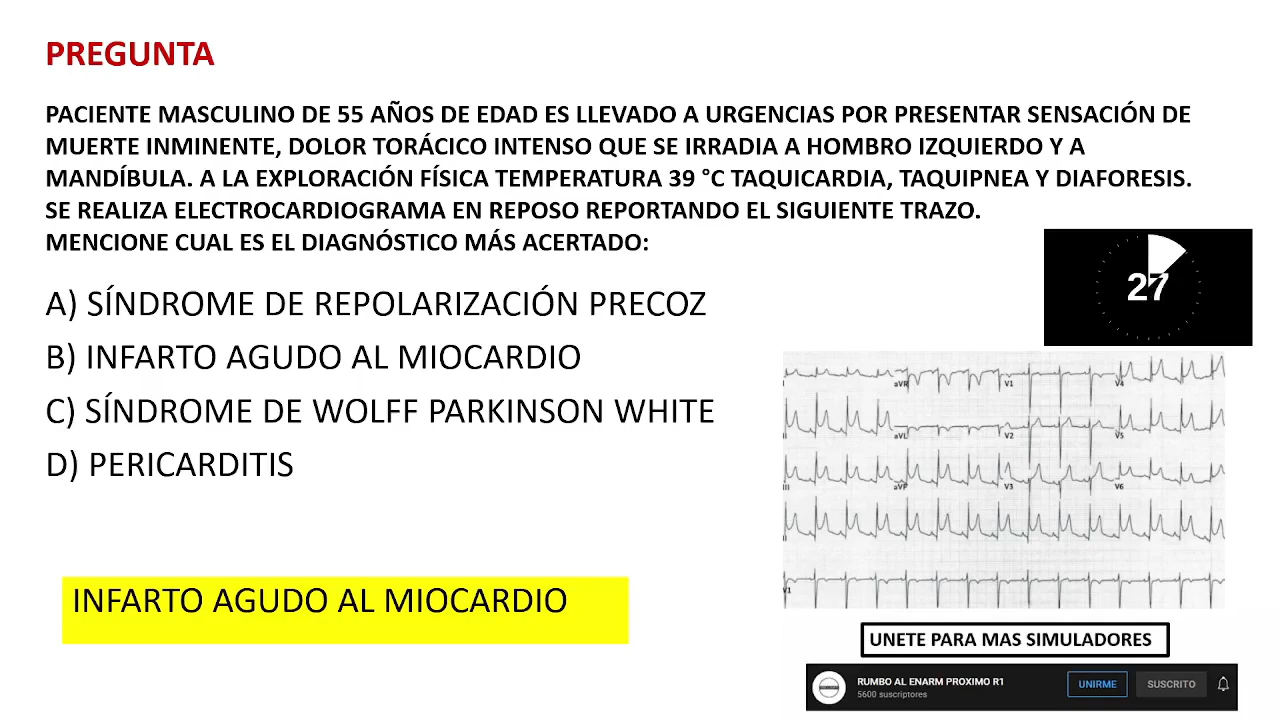 PREGUNTA
PACIENTE MASCULINO DE 55 AÑOS DE EDAD ES LLEVADO A URGENCIAS POR PRESENTAR SENSACIÓN DE
MUERTE INMINENTE, DOLOR TORÁCICO INTENSO QUE SE IRRADIA A HOMBRO IZQUIERDO Y A
MANDÍBULA. A LA EXPLORACIÓN FÍSICA TEMPERATURA 39 °C TAQUICARDIA, TAQUIPNEA Y DIAFORESIS.
SE REALIZA ELECTROCARDIOGRAMA EN REPOSO REPORTANDO EL SIGUIENTE TRAZO.
MENCIONE CUAL ES EL DIAGNÓSTICO MÁS ACERTADO:
27
A) SÍNDROME DE REPOLARIZACIÓN PRECOZ
B) INFARTO AGUDO AL MIOCARDIO
C) SÍNDROME DE WOLFF PARKINSON WHITE
D) PERICARDITIS
I aVR V1 V4
II aVL V2 V5
III aVF V3 V6
II
V1
INFARTO AGUDO AL MIOCARDIO
UNETE PARA MAS SIMULADORES
RUMBO AL ENARM PROXIMO R1
5600 suscriptores
UNIRME
SUSCRITO